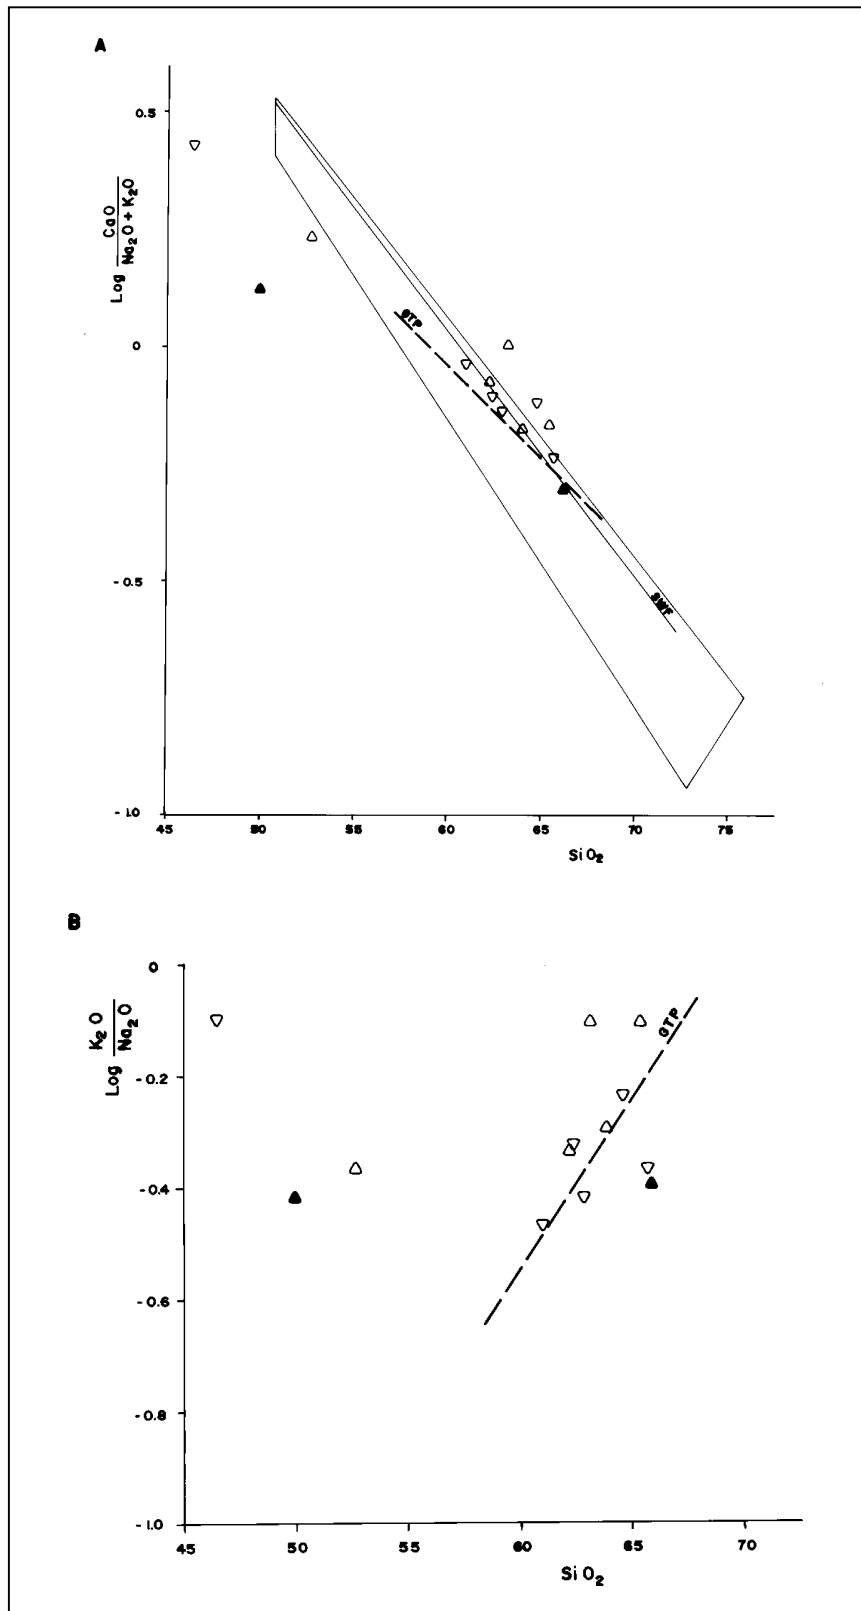 A
0.5
Log CaO
Na₂O + K₂O
GTP
0
- 0.5
- 1.0
45 50 55 60 65 70 75
SiO₂
B
0
Log K₂O
Na₂O
GTP
- 0.2
- 0.4
- 0.6
- 0.8
- 1.0
45 50 55 60 65 70
SiO₂